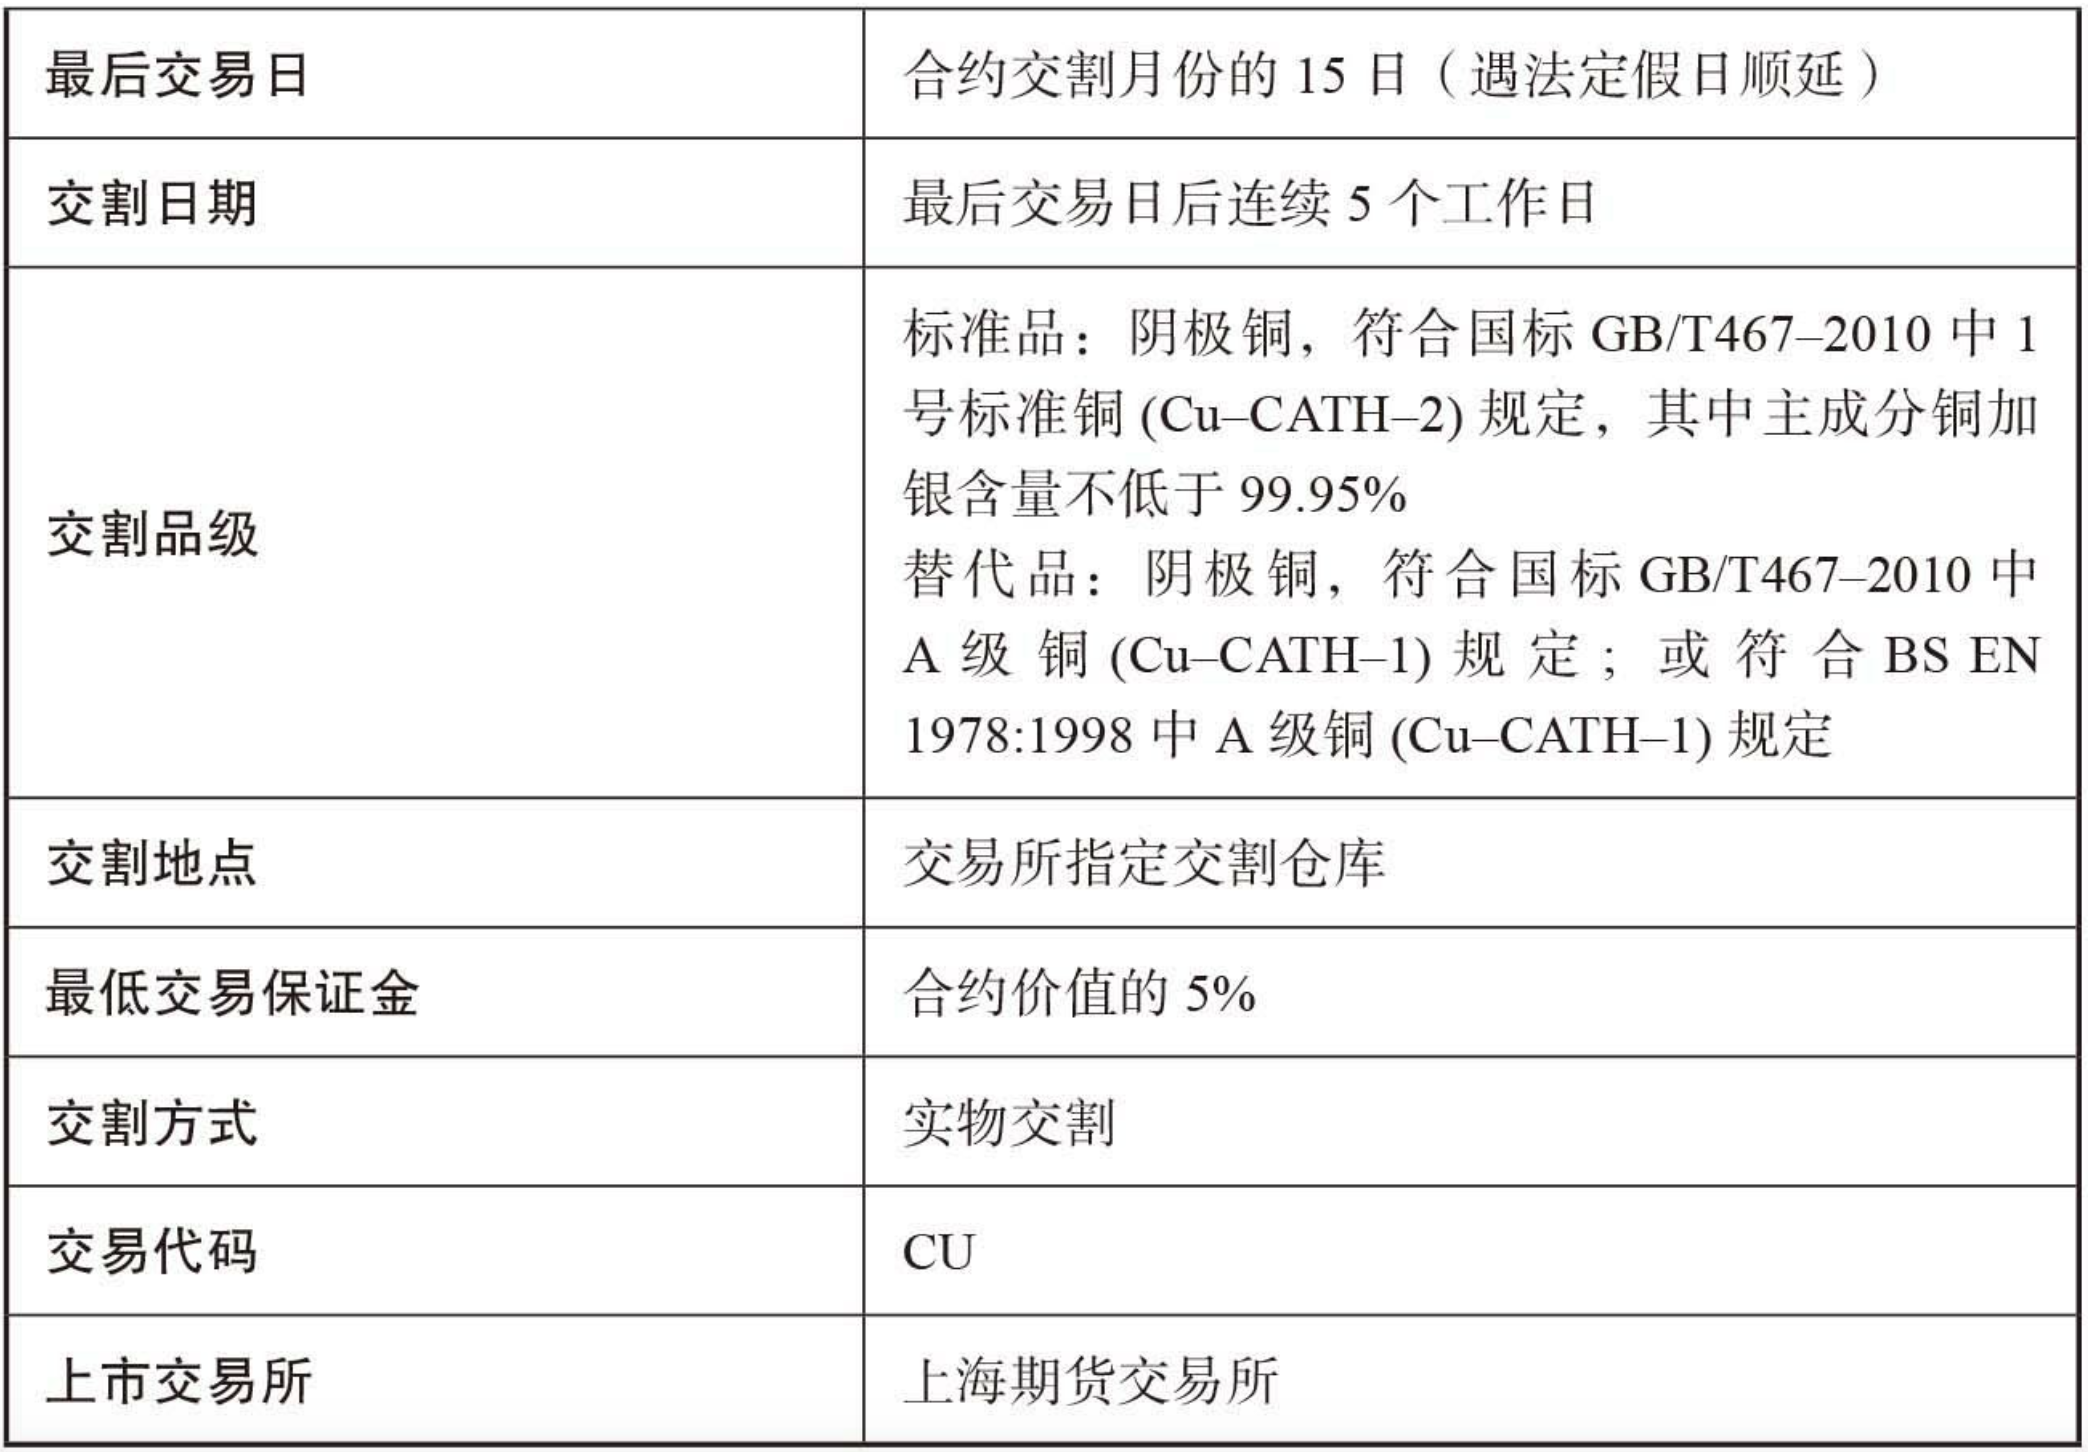 最后交易日
合约交割月份的 15 日（遇法定假日顺延）
交割日期
最后交易日后连续 5 个工作日
交割品级
标准品：阴极铜，符合国标 GB/T467–2010 中 1
号标准铜 (Cu–CATH–2) 规定，其中主成分铜加
银含量不低于 99.95%
替代品：阴极铜，符合国标 GB/T467–2010 中
A 级铜 (Cu–CATH–1) 规定；或符合 BS EN
1978:1998 中 A 级铜 (Cu–CATH–1) 规定
交割地点
交易所指定交割仓库
最低交易保证金
合约价值的 5%
交割方式
实物交割
交易代码
CU
上市交易所
上海期货交易所